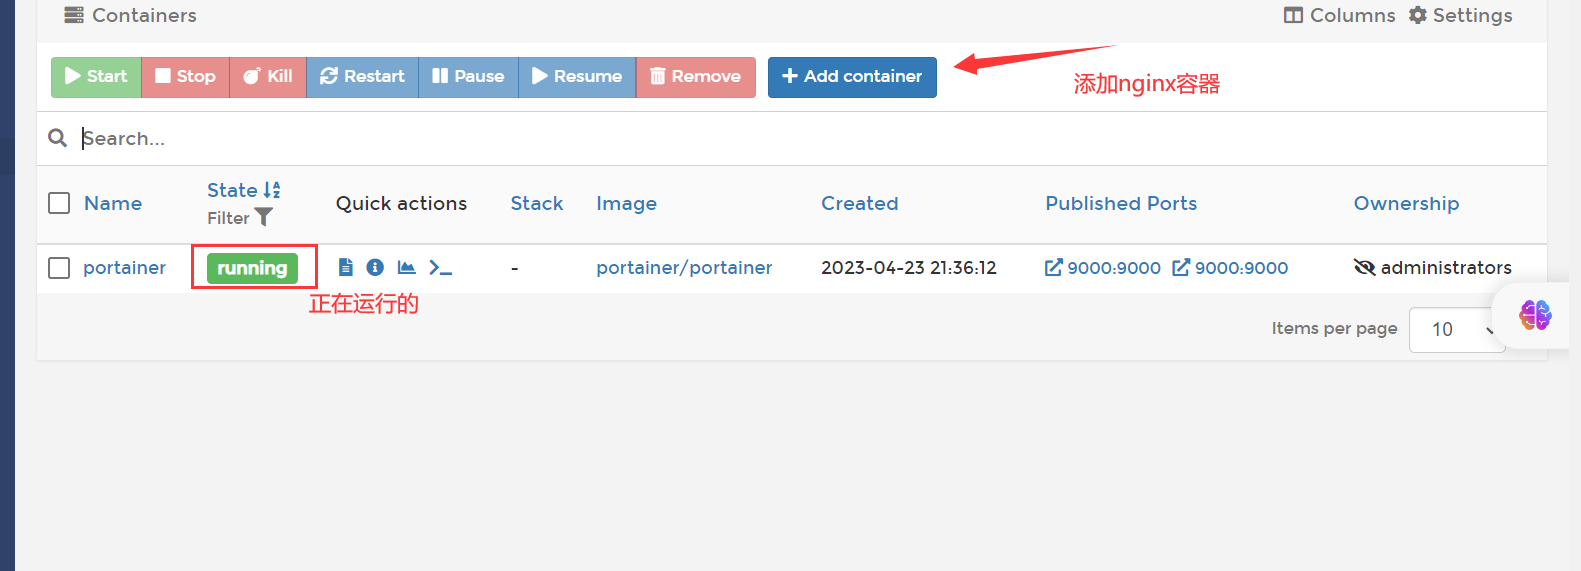 Containers Columns Settings
Start Stop Kill Restart Pause Resume Remove Add container
添加nginx容器
Search...
Name State Filter Quick actions Stack Image Created Published Ports Ownership
portainer running - portainer/portainer 2023-04-23 21:36:12 9000:9000 9000:9000 administrators
正在运行的
Items per page 10